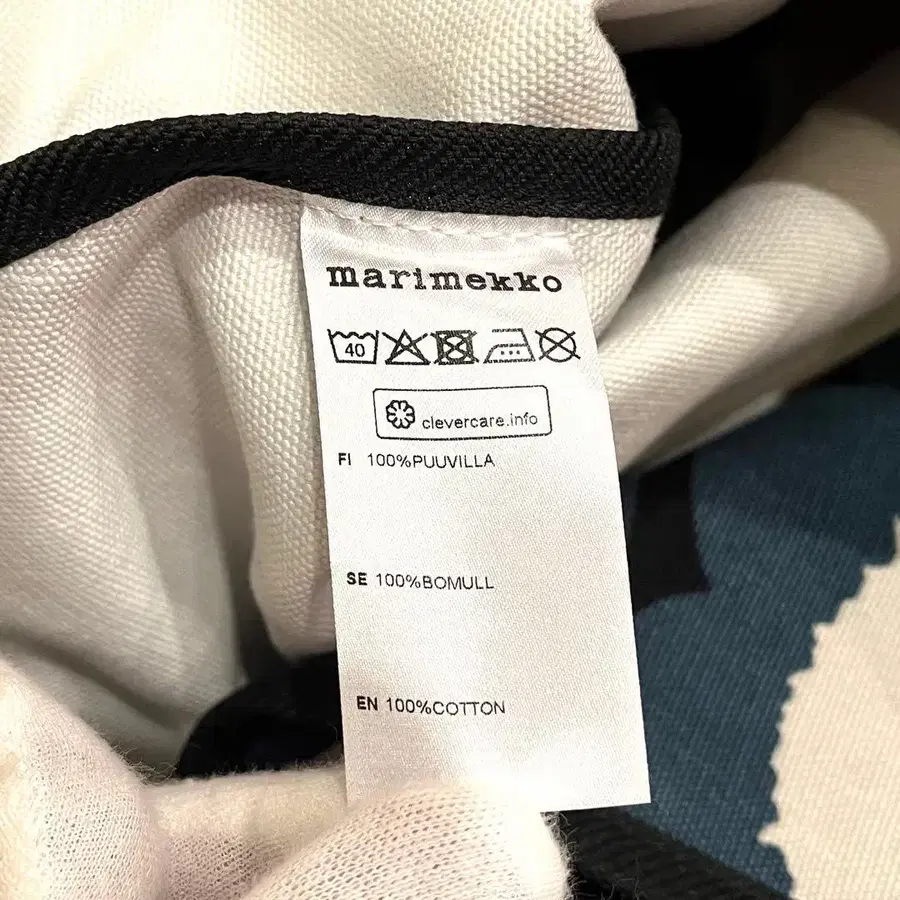 marimekko
40
clevercare.info
FI 100%PUUVILLA
SE 100%BOMULL
EN 100%COTTON